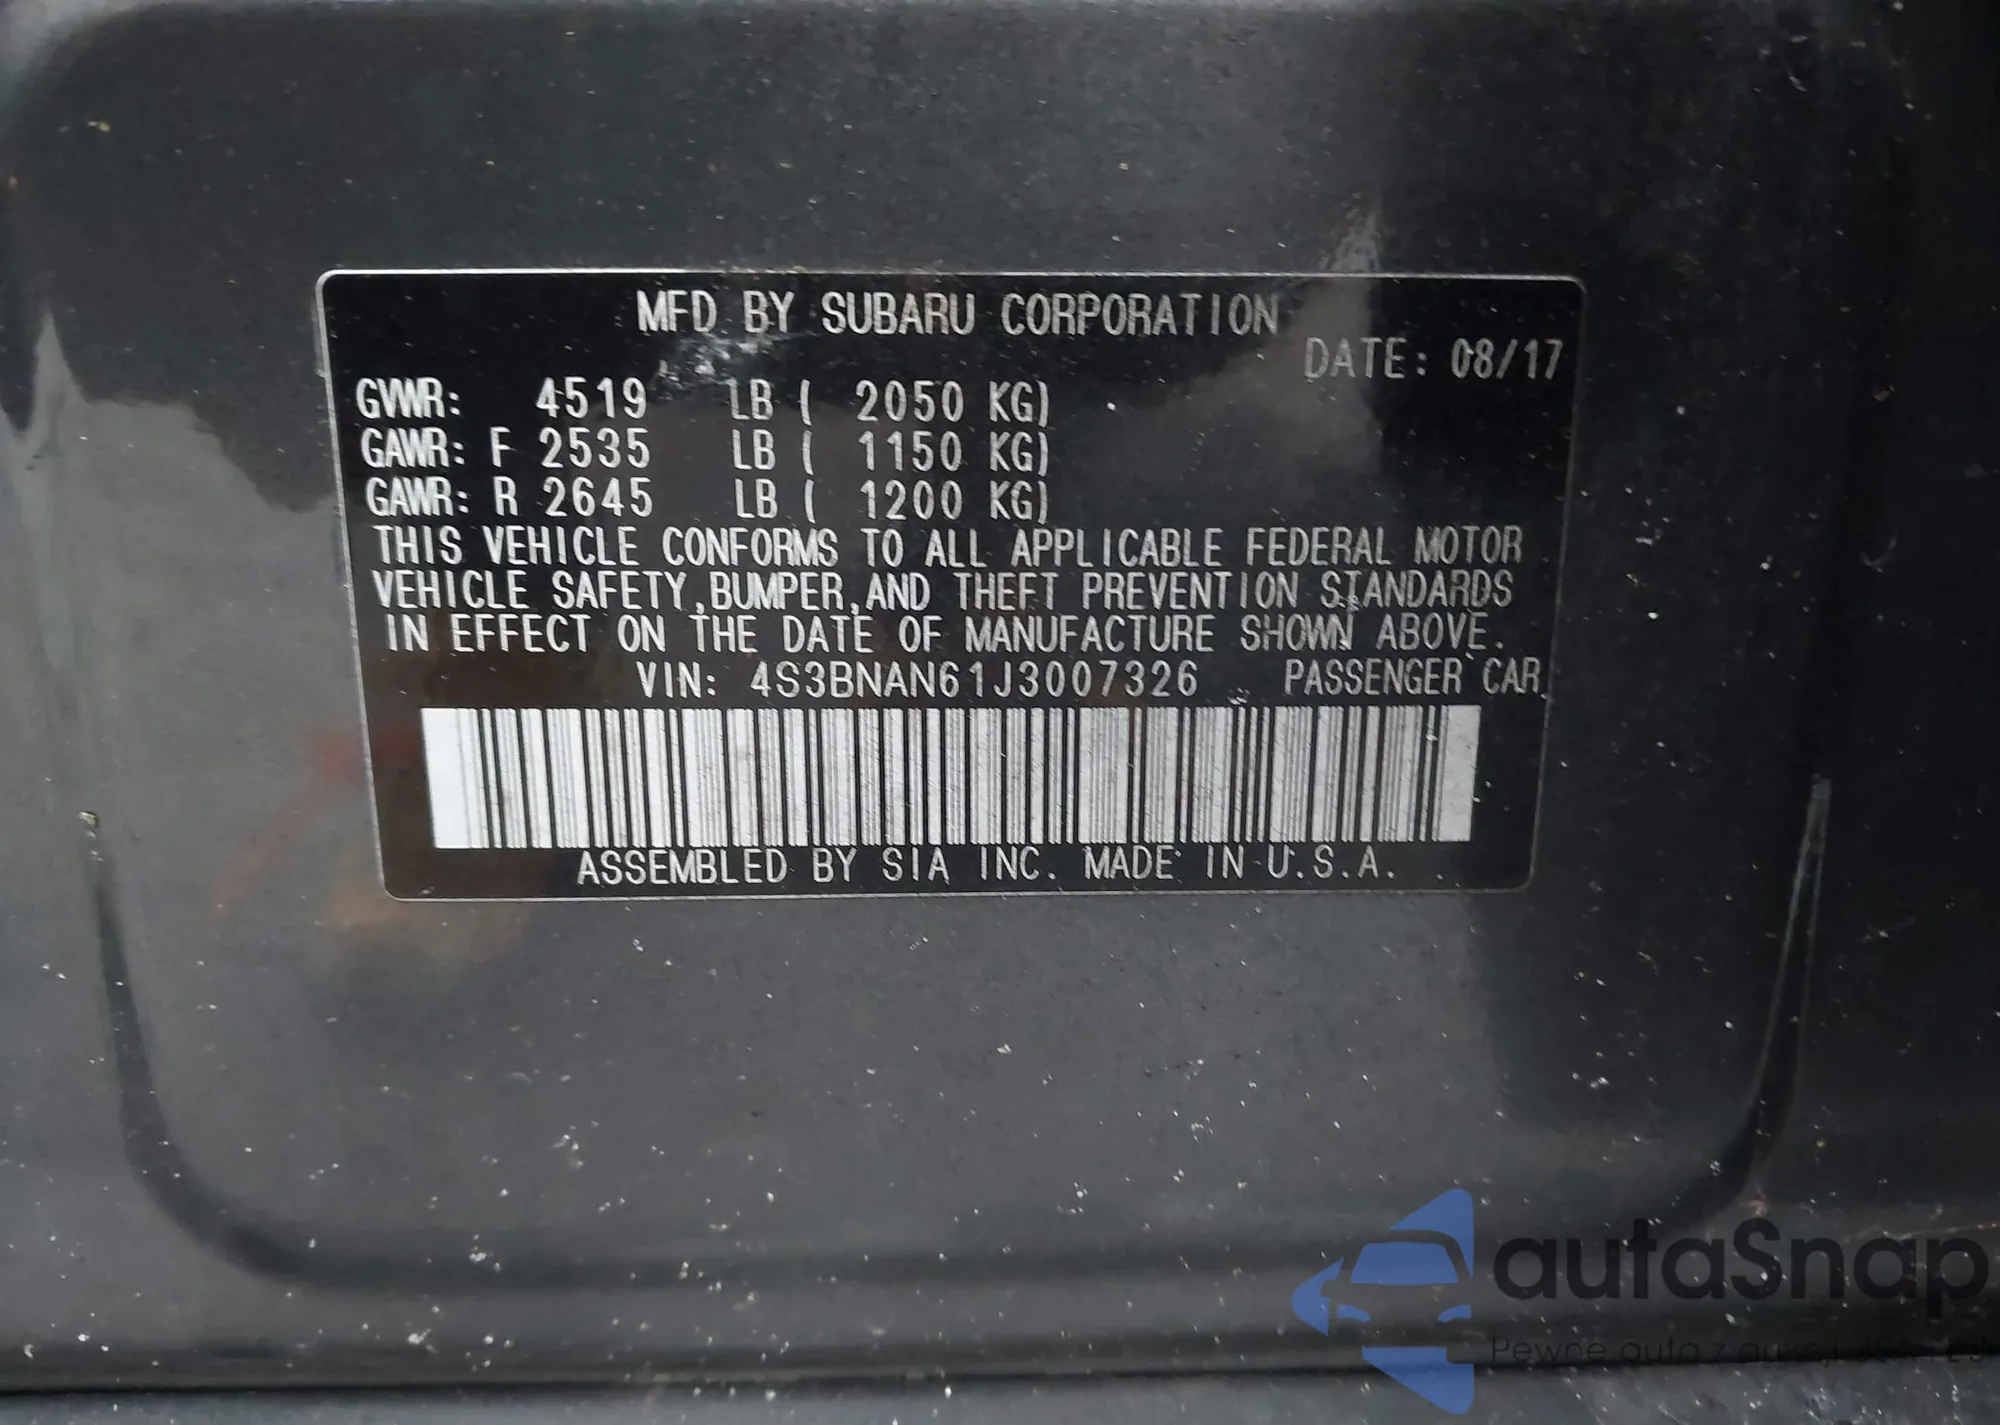 MFD BY SUBARU CORPORATION
DATE: 08/17
GVWR: 4519 LB ( 2050 KG)
GAWR: F 2535 LB ( 1150 KG)
GAWR: R 2645 LB ( 1200 KG)
THIS VEHICLE CONFORMS TO ALL APPLICABLE FEDERAL MOTOR
VEHICLE SAFETY,BUMPER,AND THEFT PREVENTION STANDARDS
IN EFFECT ON THE DATE OF MANUFACTURE SHOWN ABOVE.
VIN: 4S3BNAN61J3007326 PASSENGER CAR
ASSEMBLED BY SIA INC. MADE IN U.S.A.
autaSnap
Pewne auta z aukcji